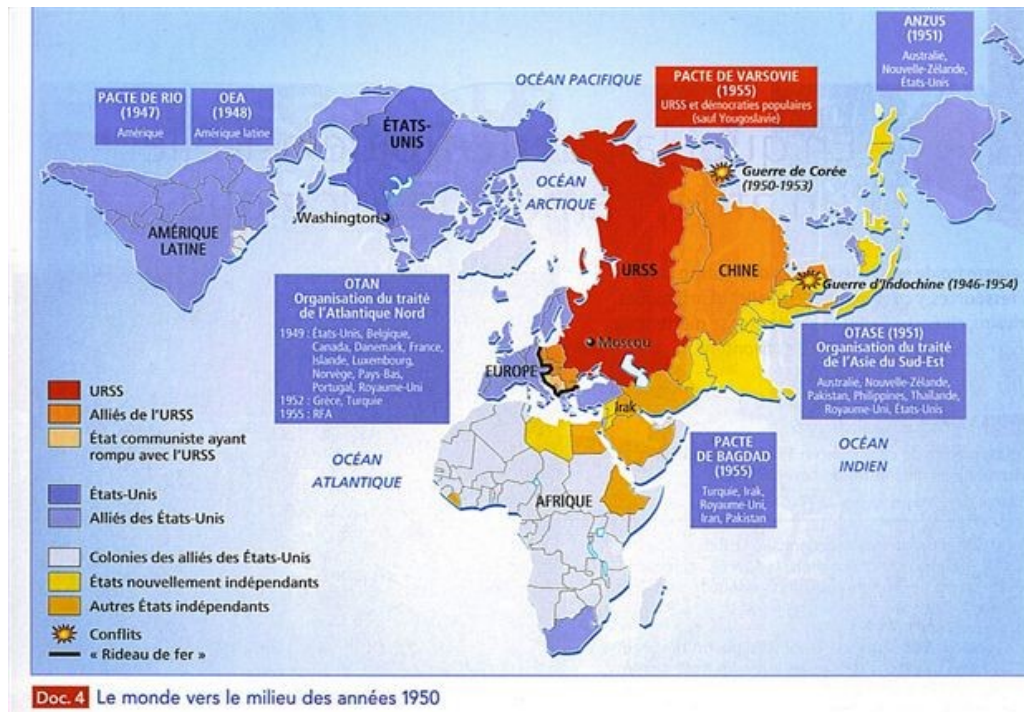 ANZUS
(1951)
Australie,
Nouvelle-Zélande,
États-Unis
OCÉAN PACIFIQUE
PACTE DE VARSOVIE
(1955)
URSS et démocraties populaires
(sauf Yougoslavie)
PACTE DE RIO
(1947)
Amérique
OEA
(1948)
Amérique latine
ÉTATS-
UNIS
Guerre de Corée
(1950-1953)
OCÉAN
ARCTIQUE
Washington
AMÉRIQUE
LATINE
URSS
CHINE
Guerre d'Indochine (1946-1954)
OTAN
Organisation du traité
de l'Atlantique Nord
1949 : États-Unis, Belgique,
Canada, Danemark, France,
Islande, Luxembourg,
Norvège, Pays-Bas,
Portugal, Royaume-Uni
1952 : Grèce, Turquie
1955 : RFA
Moscou
EUROPE
OTASE (1951)
Organisation du traité
de l'Asie du Sud-Est
Australie, Nouvelle-Zélande,
Pakistan, Philippines, Thaïlande,
Royaume-Uni, États-Unis
Irak
PACTE
DE BAGDAD
(1955)
Turquie, Irak,
Royaume-Uni,
Iran, Pakistan
OCÉAN
INDIEN
OCÉAN
ATLANTIQUE
AFRIQUE
URSS
Alliés de l'URSS
État communiste ayant
rompu avec l'URSS
États-Unis
Alliés des États-Unis
Colonies des alliés des États-Unis
États nouvellement indépendants
Autres États indépendants
Conflits
« Rideau de fer »
Doc. 4 Le monde vers le milieu des années 1950